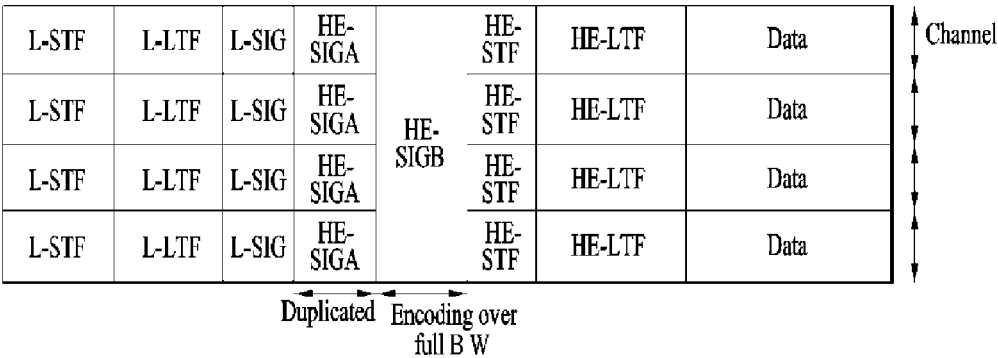 L-STF L-LTF L-SIG HE-SIGA HE-STF HE-LTF Data Channel
L-STF L-LTF L-SIG HE-SIGA HE-STF HE-LTF Data
HE-SIGB
L-STF L-LTF L-SIG HE-SIGA HE-STF HE-LTF Data
L-STF L-LTF L-SIG HE-SIGA HE-STF HE-LTF Data
Duplicated
Encoding over
full B W